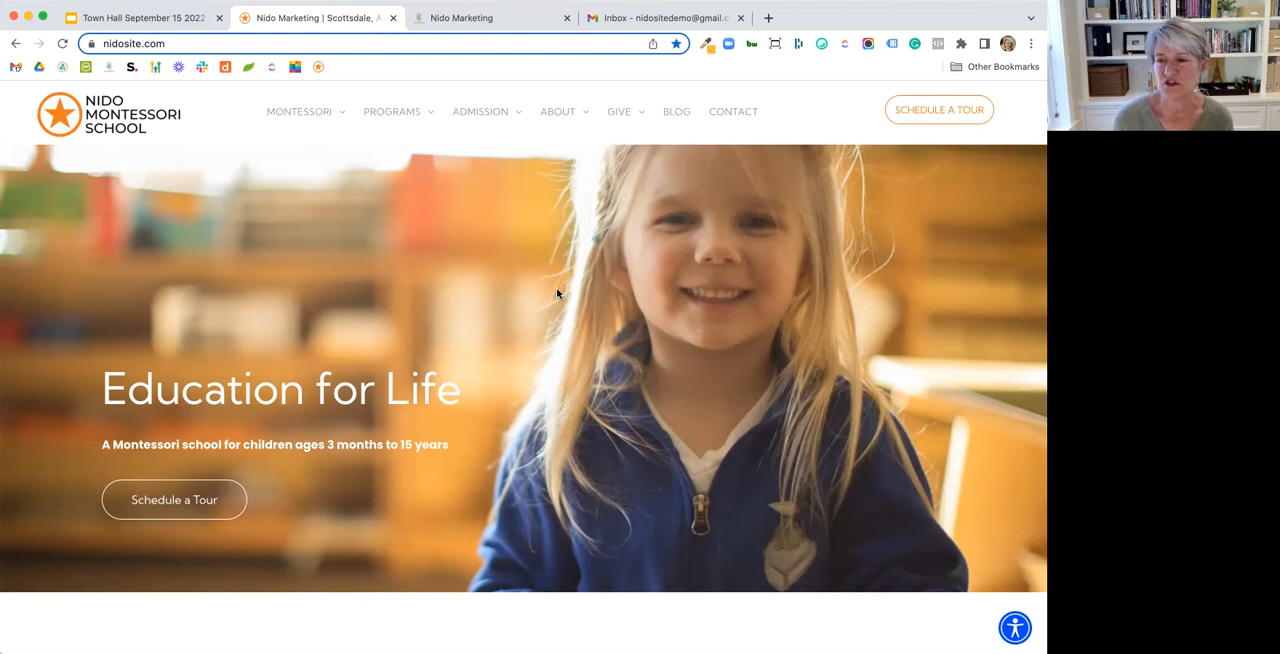 Town Hall September 15 2022
Nido Marketing | Scottsdale, A
Nido Marketing
Inbox - nidositedemo@gmail.c
nidosite.com
Other Bookmarks
NIDO
MONTESSORI
SCHOOL
MONTESSORI PROGRAMS ADMISSION ABOUT GIVE BLOG CONTACT
SCHEDULE A TOUR
Education for Life
A Montessori school for children ages 3 months to 15 years
Schedule a Tour